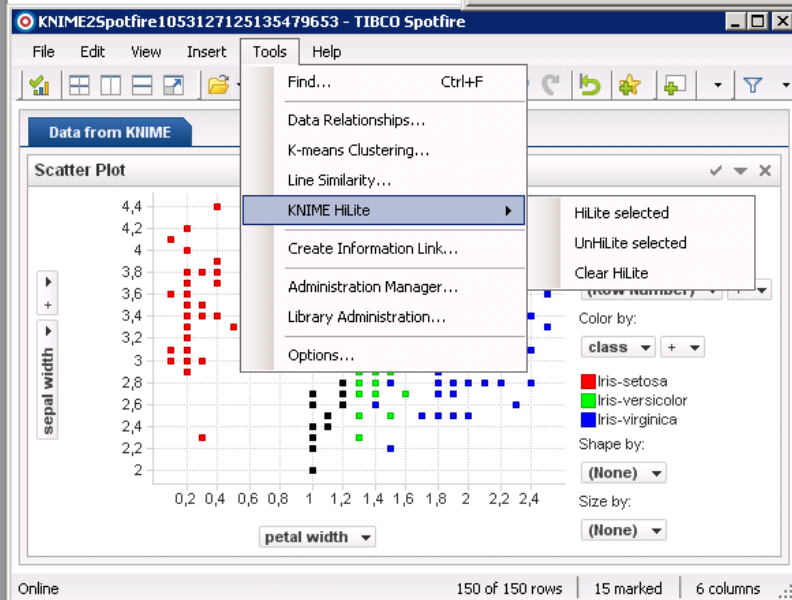 KNIME2Spotfire1053127125135479653 - TIBCO Spotfire
File Edit View Insert Tools Help
Find... Ctrl+F
Data Relationships...
K-means Clustering...
Line Similarity...
KNIME HiLite
Create Information Link...
Administration Manager...
Library Administration...
Options...
HiLite selected
UnHiLite selected
Clear HiLite
Data from KNIME
Scatter Plot
4,4
4,2
4
3,8
3,6
3,4
3,2
3
2,8
2,6
2,4
2,2
2
+
sepal width
0,2 0,4 0,6 0,8 1 1,2 1,4 1,6 1,8 2 2,2 2,4
petal width
(Row Number) +
Color by:
class +
Iris-setosa
Iris-versicolor
Iris-virginica
Shape by:
(None)
Size by:
(None)
Online 150 of 150 rows 15 marked 6 columns